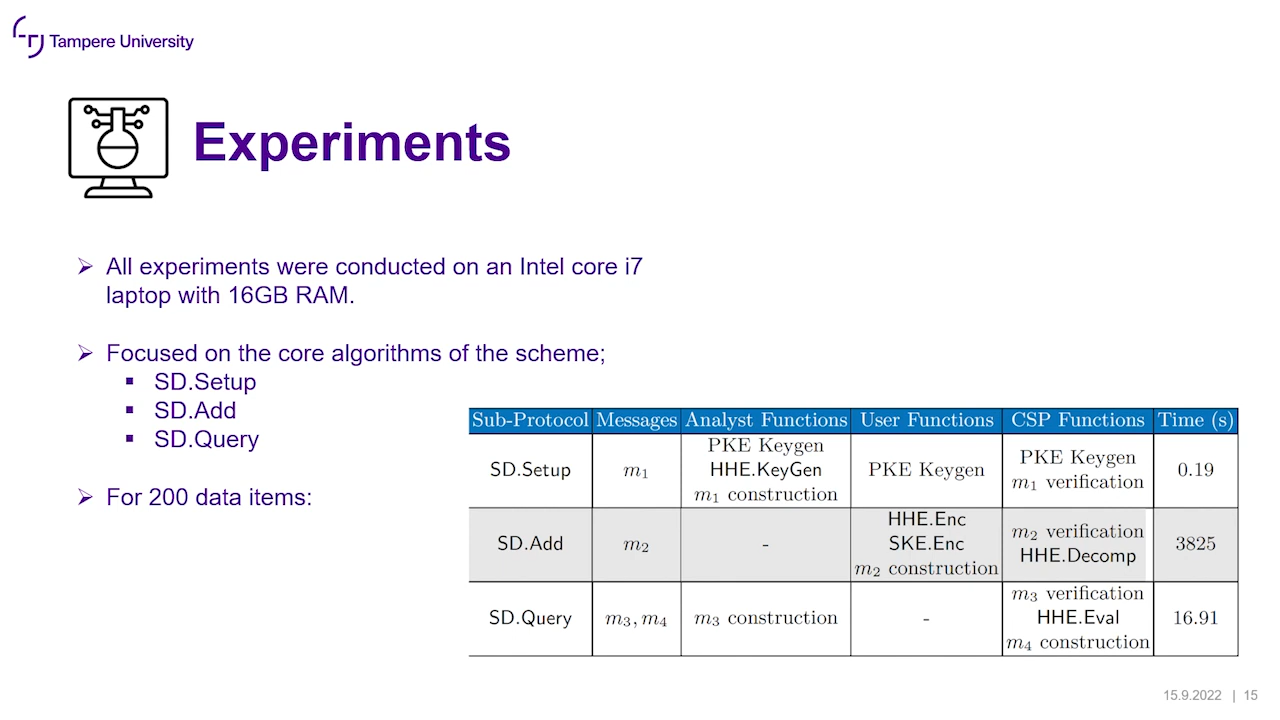 Tampere University
Experiments
➢ All experiments were conducted on an Intel core i7
laptop with 16GB RAM.
➢ Focused on the core algorithms of the scheme;
▪ SD.Setup
▪ SD.Add
▪ SD.Query
➢ For 200 data items:
Sub-Protocol Messages Analyst Functions User Functions CSP Functions Time (s)
SD.Setup m₁ PKE Keygen HHE.KeyGen m₁ construction PKE Keygen PKE Keygen m₁ verification 0.19
SD.Add m₂ - HHE.Enc SKE.Enc m₂ construction m₂ verification HHE.Decomp 3825
SD.Query m₃, m₄ m₃ construction - m₃ verification HHE.Eval m₄ construction 16.91
15.9.2022 | 15